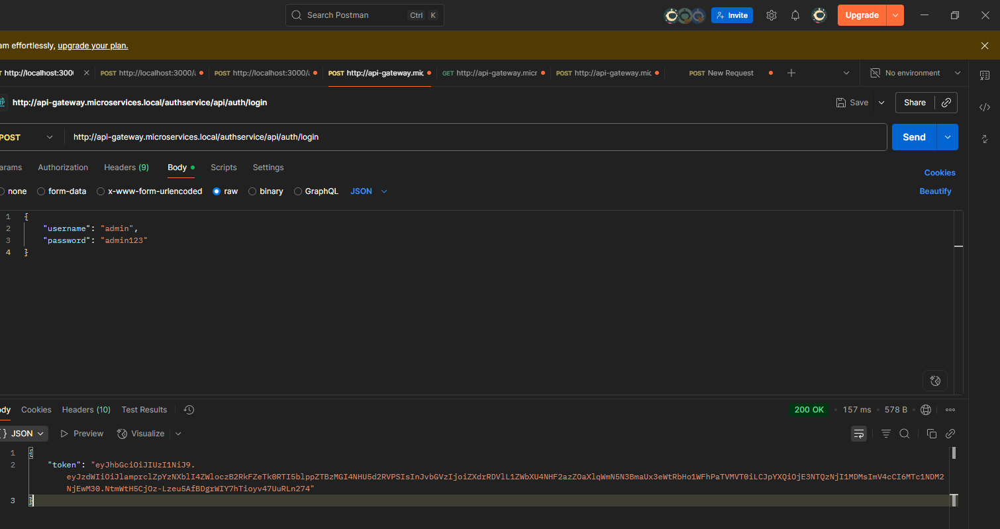 Search Postman Ctrl K Invite Upgrade
am effortlessly, upgrade your plan.
http://localhost:300 POST http://localhost:3000/ POST http://localhost:3000/ POST http://api-gateway.mic GET http://api-gateway.micr POST http://api-gateway.mic POST New Request No environment
http://api-gateway.microservices.local/authservice/api/auth/login Save Share
POST http://api-gateway.microservices.local/authservice/api/auth/login Send
arams Authorization Headers (9) Body Scripts Settings Cookies
none form-data x-www-form-urlencoded raw binary GraphQL JSON Beautify
1 {
2 "username": "admin",
3 "password": "admin123"
4 }
ody Cookies Headers (10) Test Results 200 OK 157 ms 578 B
{} JSON Preview Visualize
1 {
2 "token": "eyJhbGciOiJIUzI1NiJ9.
3 }